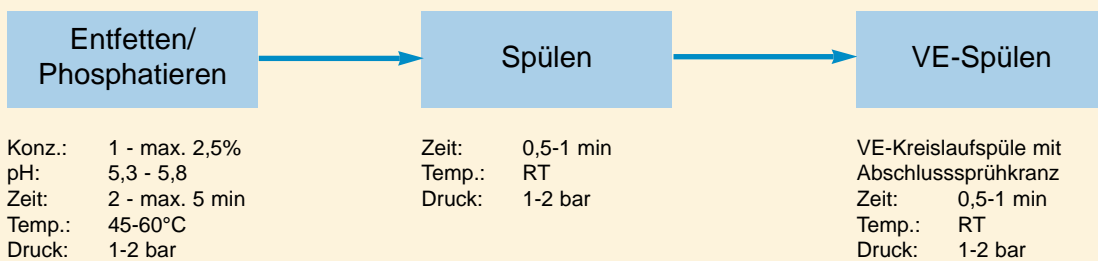 Entfetten/
Phosphatieren
Spülen
VE-Spülen
Konz.: 1 - max. 2,5%
pH: 5,3 - 5,8
Zeit: 2 - max. 5 min
Temp.: 45-60°C
Druck: 1-2 bar
Zeit: 0,5-1 min
Temp.: RT
Druck: 1-2 bar
VE-Kreislaufspüle mit
Abschlusssprühkranz
Zeit: 0,5-1 min
Temp.: RT
Druck: 1-2 bar